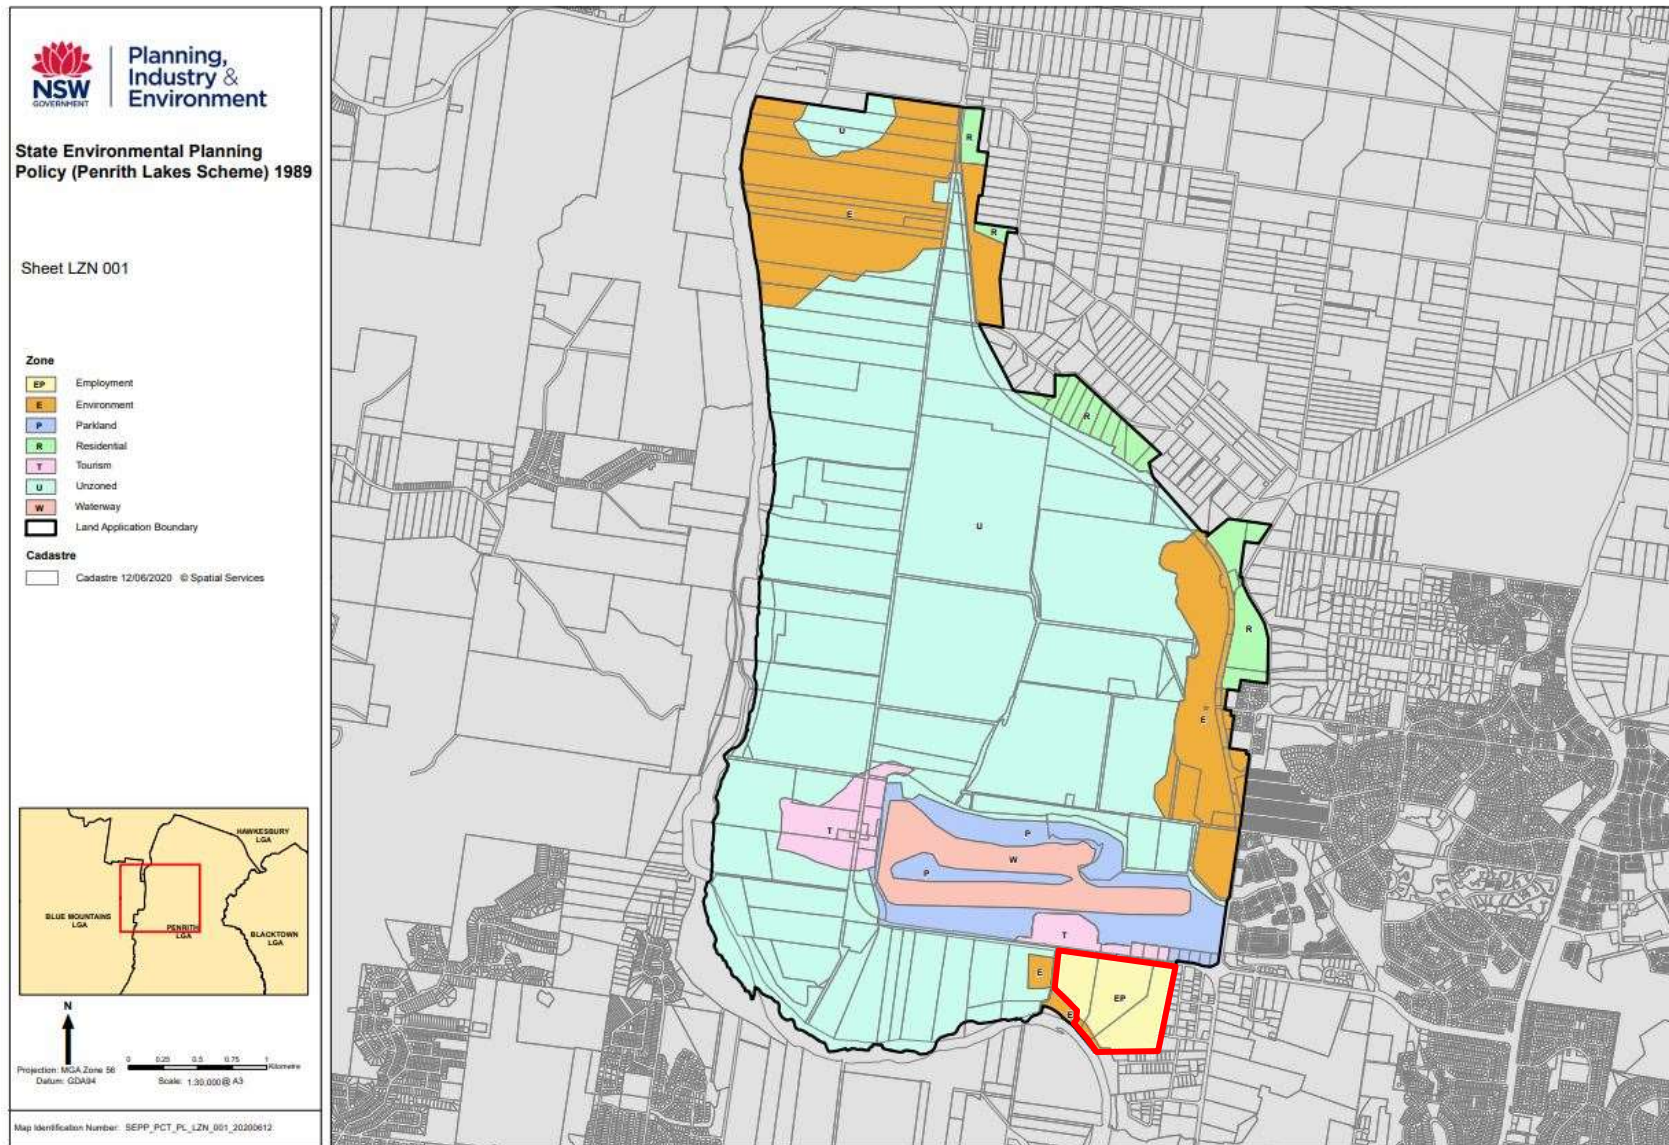 NSW
GOVERNMENT
Planning,
Industry &
Environment
State Environmental Planning
Policy (Penrith Lakes Scheme) 1989
Sheet LZN 001
Zone
EP Employment
E Environment
P Parkland
R Residential
T Tourism
U Unzoned
W Waterway
Land Application Boundary
Cadastre
Cadastre 12/06/2020 © Spatial Services
HAWKESBURY
LGA
BLUE MOUNTAINS
LGA
PENRITH
LGA
BLACKTOWN
LGA
N
0 0.25 0.5 0.75 1
Kilometre
Projection: MGA Zone 56
Datum: GDA94
Scale: 1:30,000 @ A3
Map Identification Number: SEPP_PCT_PL_LZN_001_20200612
U
R
E
R
R
U
R
E
T
P
W
P
T
E
EP
E